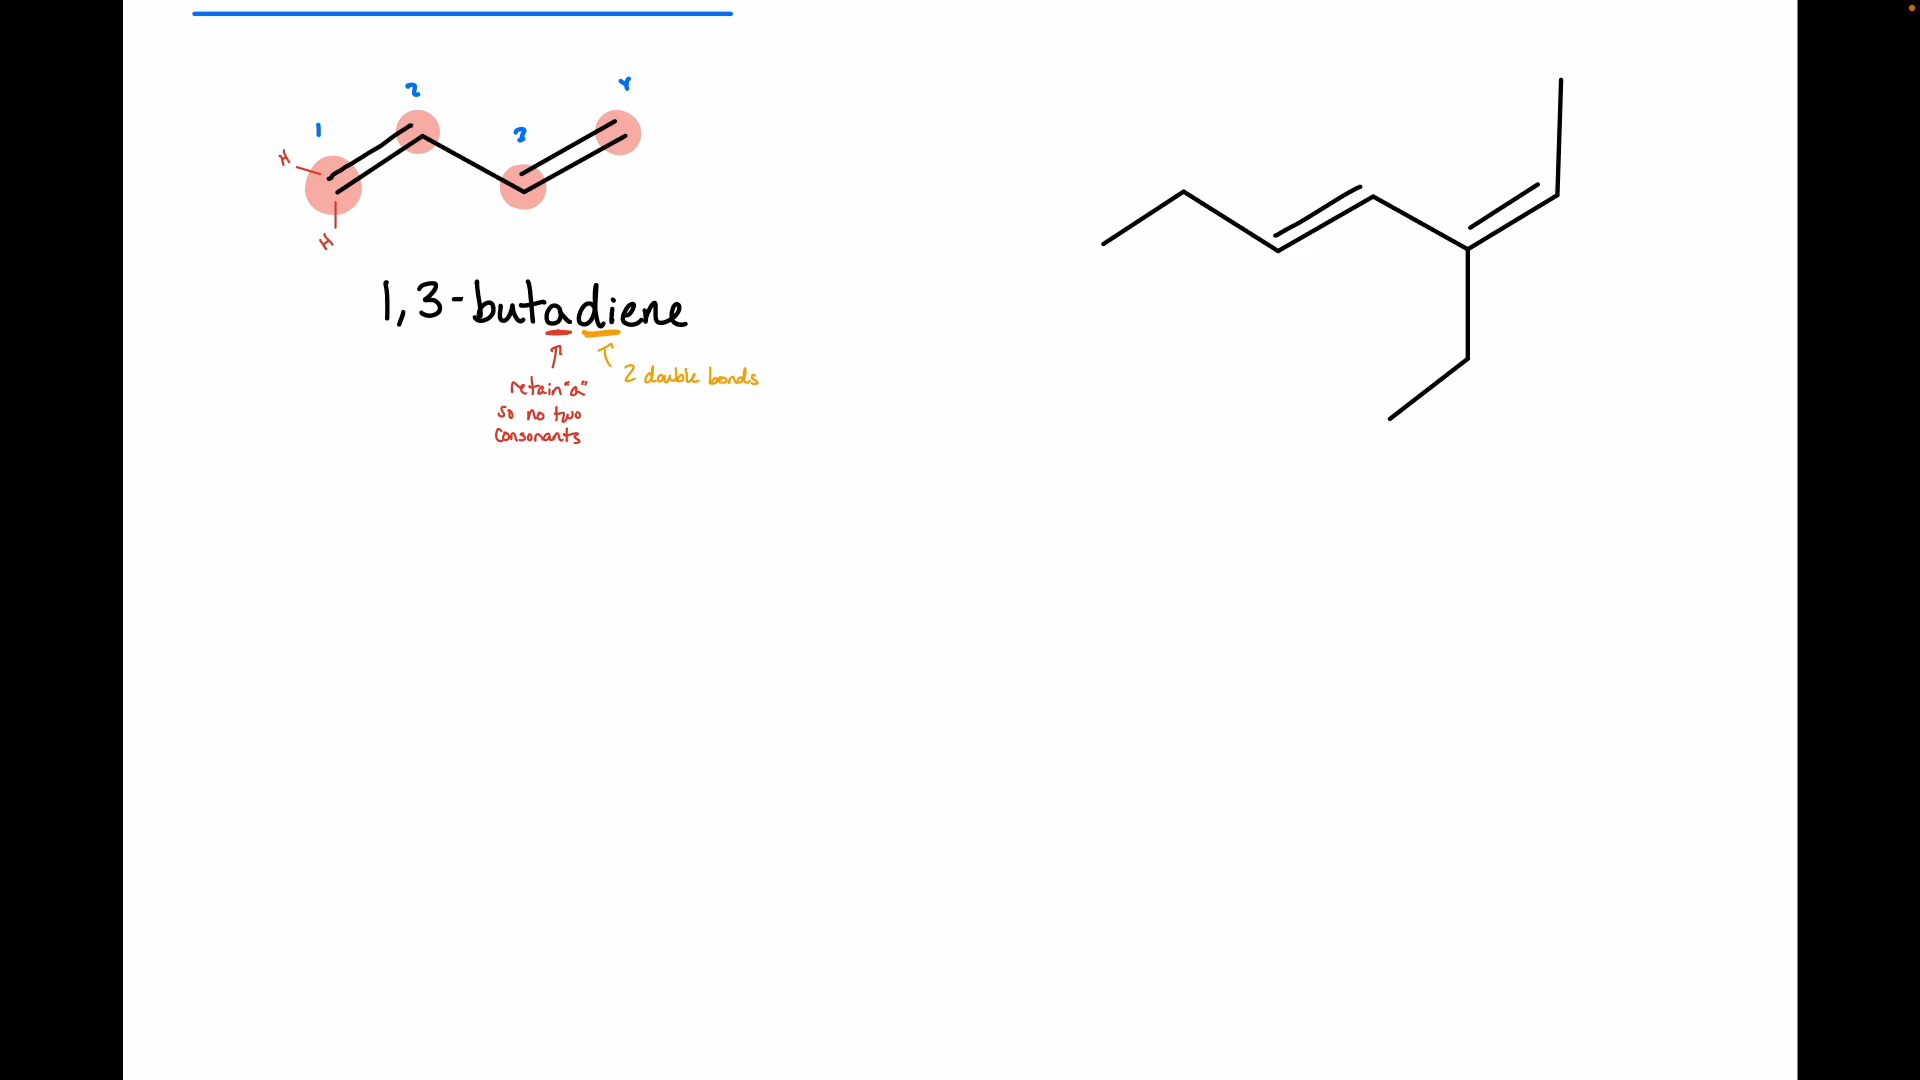 2
4
1
3
H
H
1,3-butadiene
2 double bonds
retain "a"
so no two
consonants